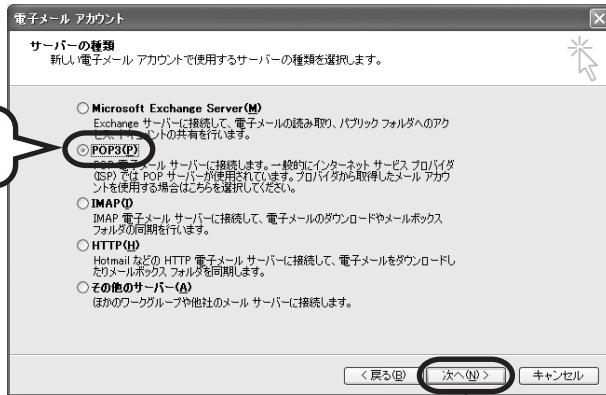 電子メール アカウント
サーバーの種類
新しい電子メール アカウントで使用するサーバーの種類を選択します。
Microsoft Exchange Server(M)
Exchange サーバーに接続して、電子メールの読み取り、パブリック フォルダへのアク
セス、ドキュメントの共有を行います。
POP3(P)
POP 電子メール サーバーに接続します。一般的にインターネット サービス プロバイダ
(ISP) では POP サーバーが使用されています。プロバイダから取得したメール アカウ
ントを使用する場合はこちらを選択してください。
IMAP(I)
IMAP 電子メール サーバーに接続して、電子メールのダウンロードやメールボックス
フォルダの同期を行います。
HTTP(H)
Hotmail などの HTTP 電子メール サーバーに接続して、電子メールをダウンロードし
たりメールボックス フォルダを同期します。
その他のサーバー(A)
ほかのワークグループや他社のメール サーバーに接続します。
< 戻る(B) 次へ(N) > キャンセル